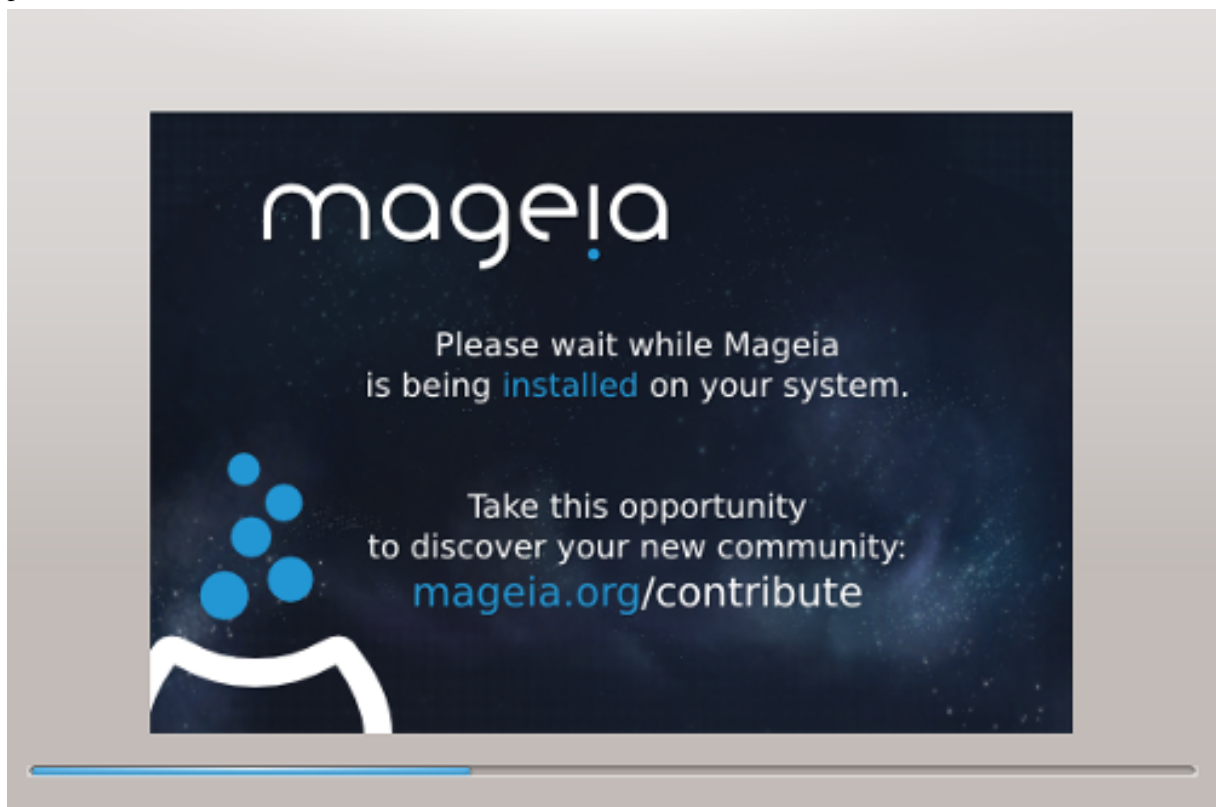 mageia
Please wait while Mageia
is being installed on your system.
Take this opportunity
to discover your new community:
mageia.org/contribute